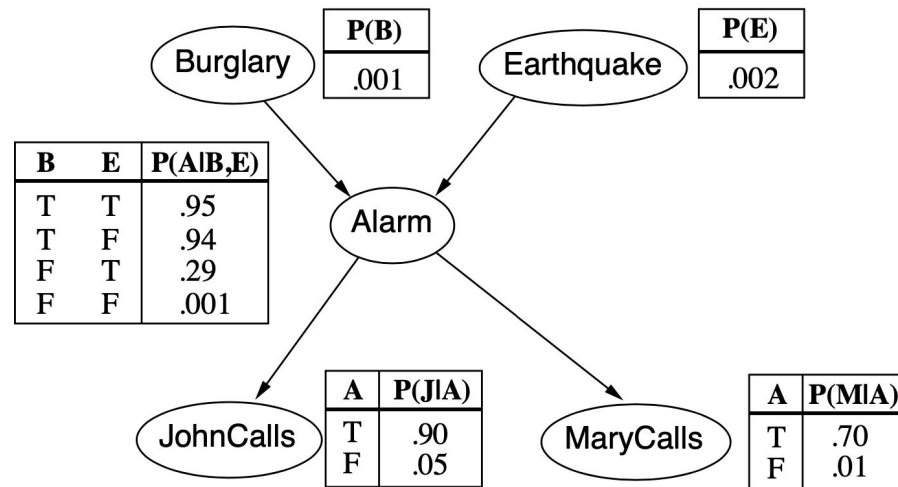 Burglary
P(B)
.001
Earthquake
P(E)
.002
B E P(A|B,E)
T T .95
T F .94
F T .29
F F .001
Alarm
JohnCalls
A P(J|A)
T .90
F .05
MaryCalls
A P(M|A)
T .70
F .01